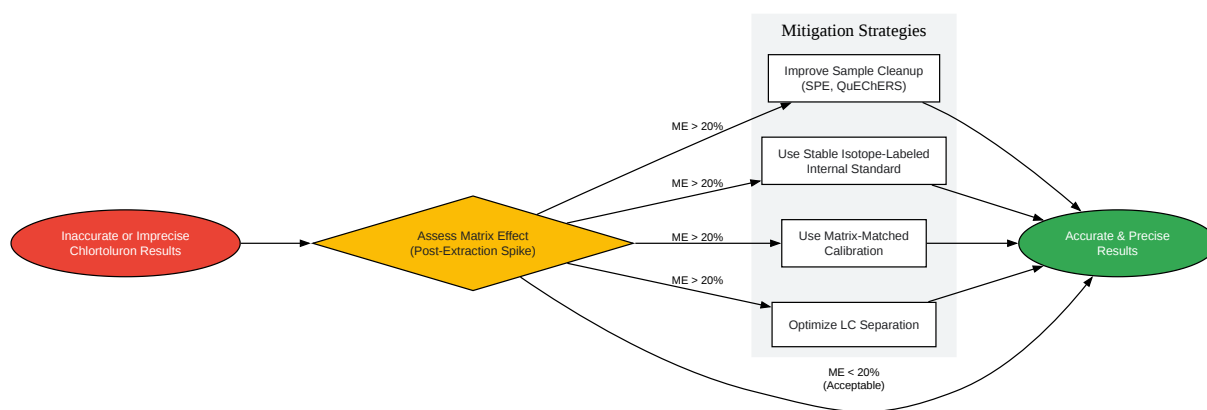 Mitigation Strategies
Improve Sample Cleanup
(SPE, QuEChERS)
ME > 20%
Use Stable Isotope-Labeled
Internal Standard
ME > 20%
Inaccurate or Imprecise
Chlortoluron Results
Assess Matrix Effect
(Post-Extraction Spike)
ME > 20%
Use Matrix-Matched
Calibration
Accurate & Precise
Results
ME > 20%
Optimize LC Separation
ME < 20%
(Acceptable)